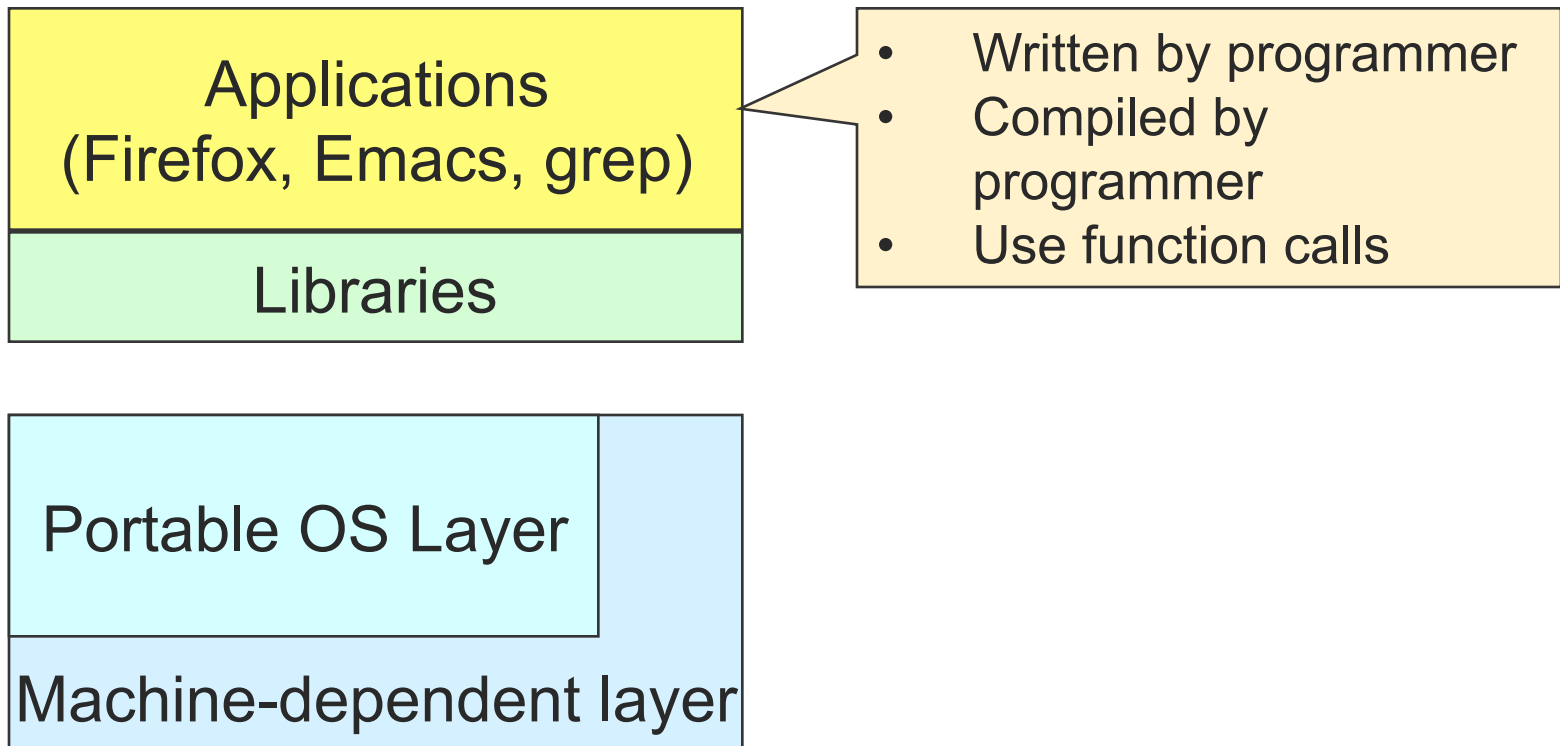 Applications
(Firefox, Emacs, grep)
Libraries
• Written by programmer
• Compiled by
programmer
• Use function calls
Portable OS Layer
Machine-dependent layer